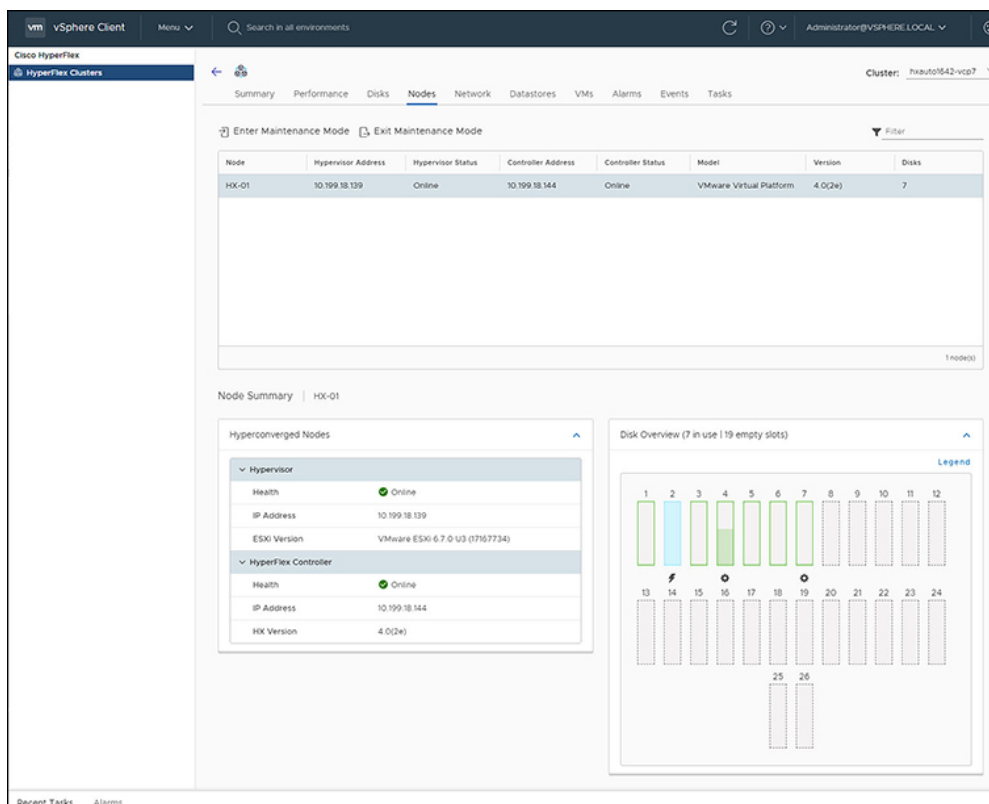 vm vSphere Client Menu Search in all environments Administrator@VSPHERE.LOCAL
Cisco HyperFlex
HyperFlex Clusters
Cluster: hxauto1642-vcp7
Summary Performance Disks Nodes Network Datastores VMs Alarms Events Tasks
Enter Maintenance Mode Exit Maintenance Mode Filter
Node Hypervisor Address Hypervisor Status Controller Address Controller Status Model Version Disks
HX-01 10.199.18.139 Online 10.199.18.144 Online VMware Virtual Platform 4.0(2e) 7
1 node(s)
Node Summary HX-01
Hyperconverged Nodes
Hypervisor
Health Online
IP Address 10.199.18.139
ESXi Version VMware ESXi 6.7.0 U3 (17167734)
HyperFlex Controller
Health Online
IP Address 10.199.18.144
HX Version 4.0(2e)
Disk Overview (7 in use | 19 empty slots)
Legend
1 2 3 4 5 6 7 8 9 10 11 12
13 14 15 16 17 18 19 20 21 22 23 24
25 26
Recent Tasks Alarms